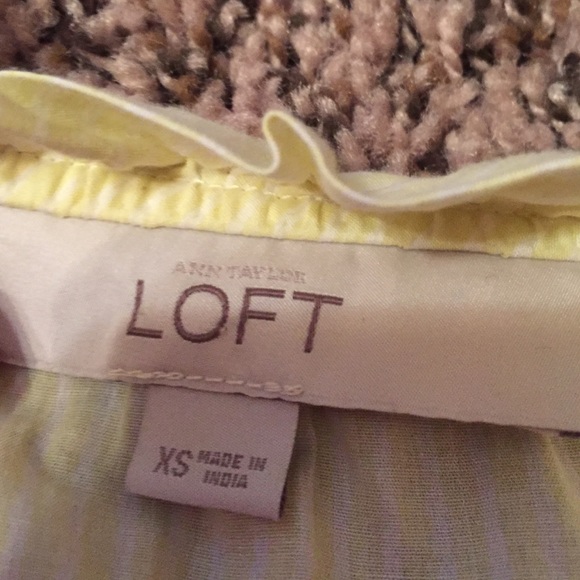 ANN TAYLOR
LOFT
XS MADE IN
INDIA